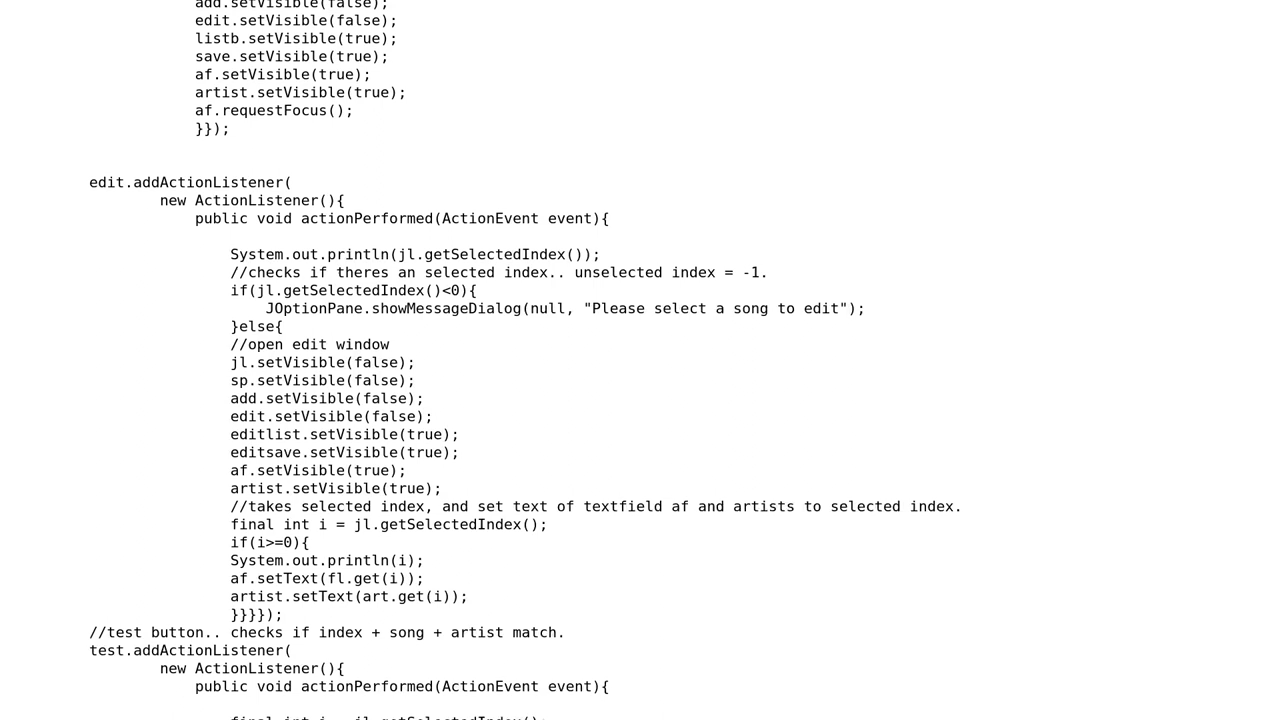 add.setVisible(false);
edit.setVisible(false);
listb.setVisible(true);
save.setVisible(true);
af.setVisible(true);
artist.setVisible(true);
af.requestFocus();
}});
edit.addActionListener(
new ActionListener(){
public void actionPerformed(ActionEvent event){
System.out.println(jl.getSelectedIndex());
//checks if theres an selected index.. unselected index = -1.
if(jl.getSelectedIndex()<0){
JOptionPane.showMessageDialog(null, "Please select a song to edit");
}else{
//open edit window
jl.setVisible(false);
sp.setVisible(false);
add.setVisible(false);
edit.setVisible(false);
editlist.setVisible(true);
editsave.setVisible(true);
af.setVisible(true);
artist.setVisible(true);
//takes selected index, and set text of textfield af and artists to selected index.
final int i = jl.getSelectedIndex();
if(i>=0){
System.out.println(i);
af.setText(fl.get(i));
artist.setText(art.get(i));
}}}});
//test button.. checks if index + song + artist match.
test.addActionListener(
new ActionListener(){
public void actionPerformed(ActionEvent event){
final int i = jl.getSelectedIndex();